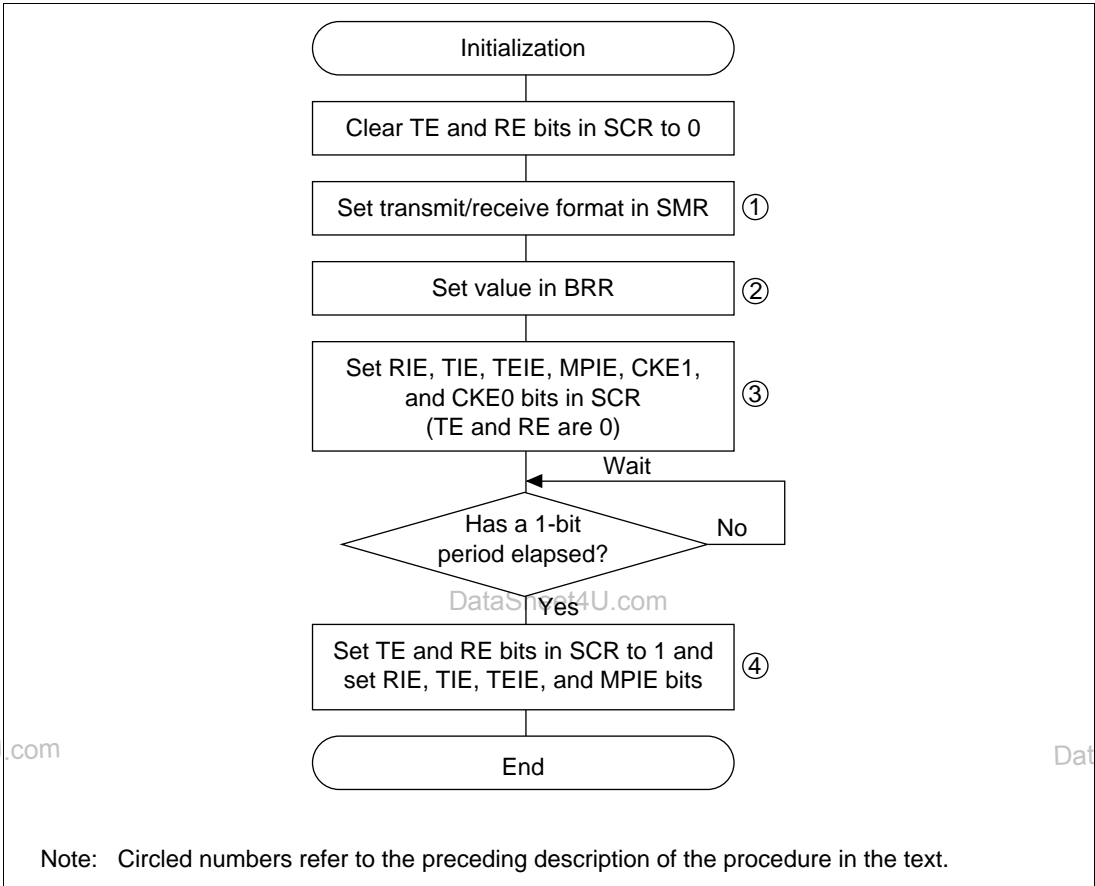 Initialization
Clear TE and RE bits in SCR to 0
Set transmit/receive format in SMR ①
Set value in BRR ②
Set RIE, TIE, TEIE, MPIE, CKE1,
and CKE0 bits in SCR ③
(TE and RE are 0)
Wait
Has a 1-bit
period elapsed?
No
DataSheet4U.com
Yes
Set TE and RE bits in SCR to 1 and
set RIE, TIE, TEIE, and MPIE bits ④
.com
Dat
End
Note: Circled numbers refer to the preceding description of the procedure in the text.